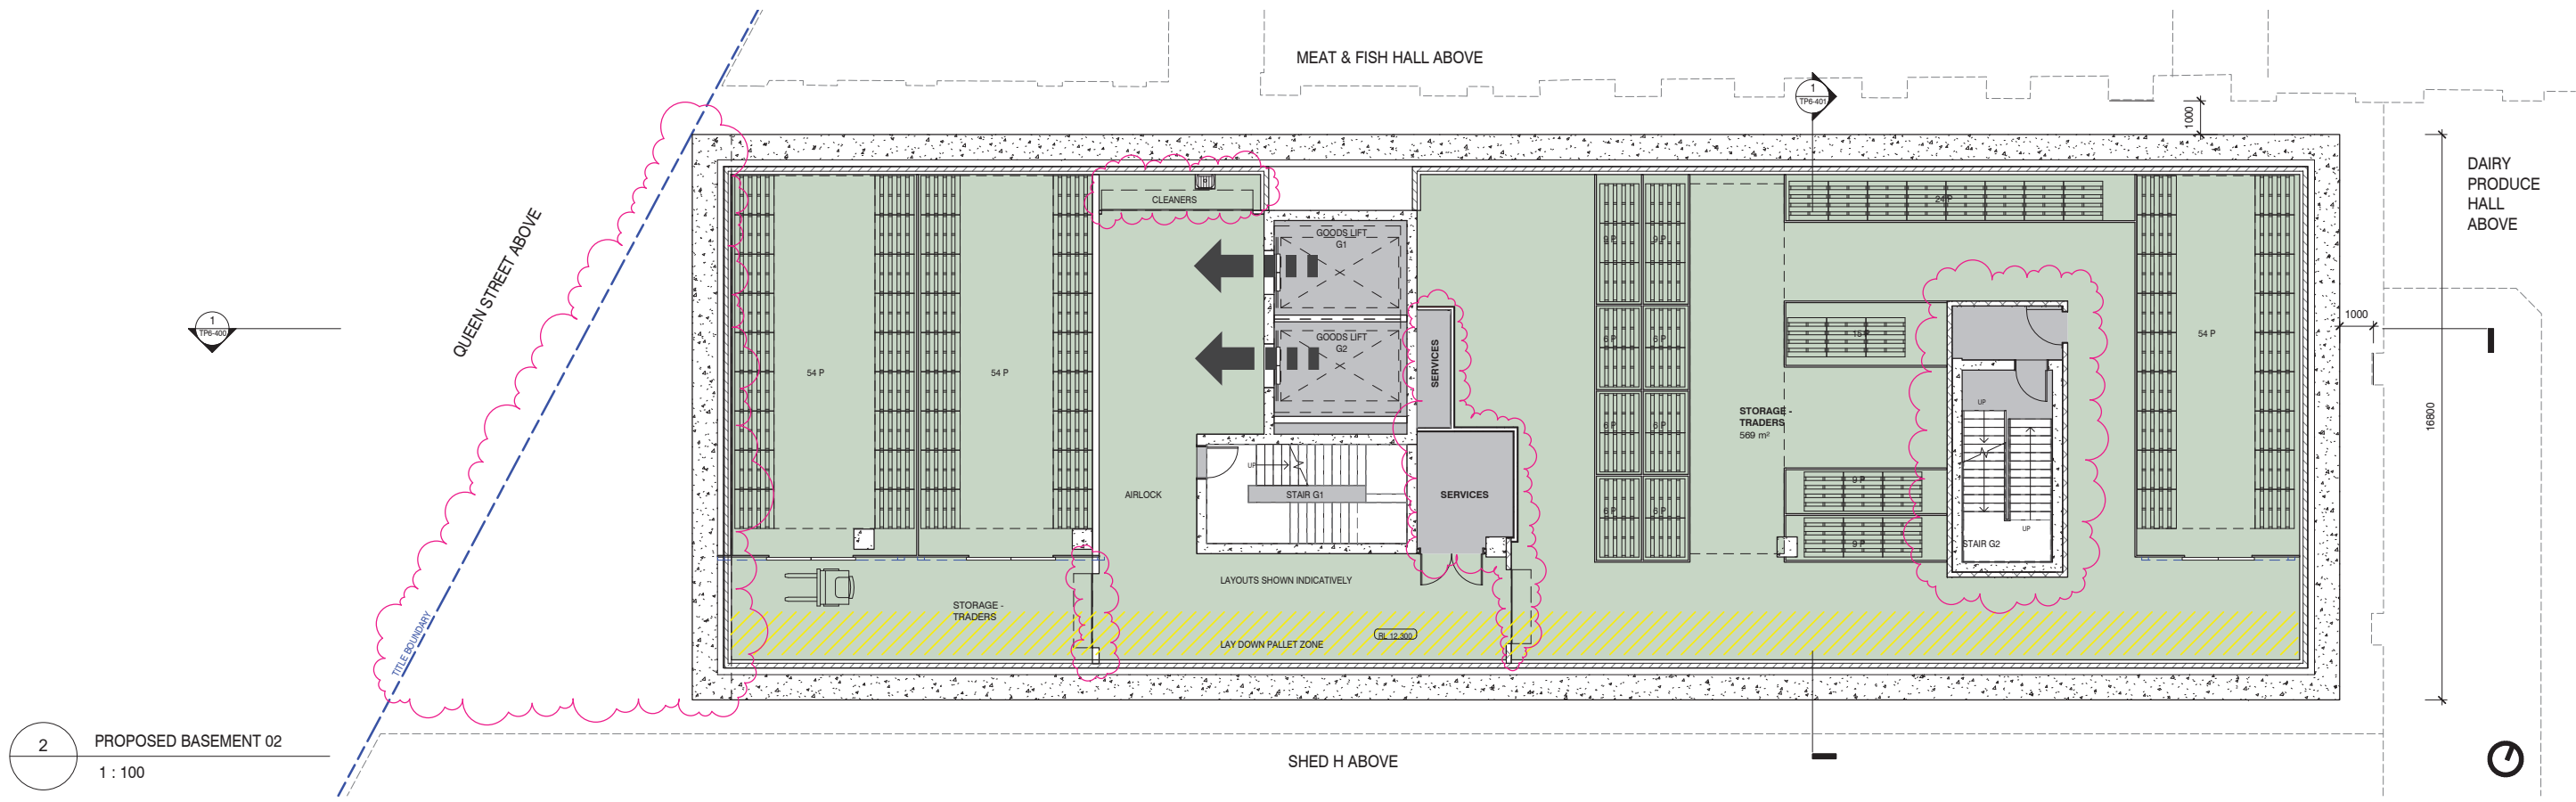 MEAT & FISH HALL ABOVE
1
TP6-401
1000
DAIRY
PRODUCE
HALL
ABOVE
QUEEN STREET ABOVE
CLEANERS
24 P
GOODS LIFT
G1
9 P
9 P
1
TP6-400
1000
GOODS LIFT
G2
SERVICES
6 P
6 P
15 P
54 P
54 P
54 P
UP
STORAGE -
TRADERS
569 m²
16800
6 P
6 P
UP
AIRLOCK
STAIR G1
SERVICES
9 P
6 P
6 P
UP
9 P
STAIR G2
LAYOUTS SHOWN INDICATIVELY
STORAGE -
TRADERS
TITLE BOUNDARY
RL 12.300
LAY DOWN PALLET ZONE
2
PROPOSED BASEMENT 02
1 : 100
SHED H ABOVE